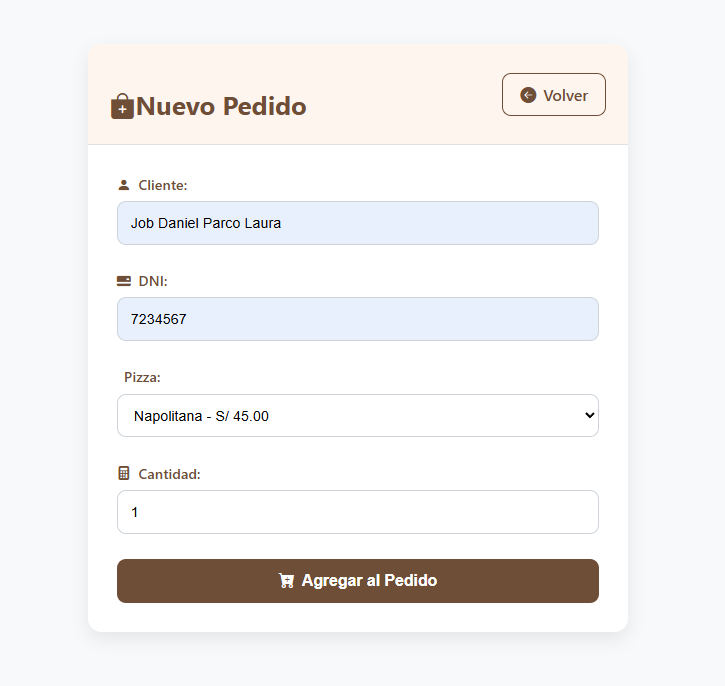 Nuevo Pedido
Volver
Cliente:
Job Daniel Parco Laura
DNI:
7234567
Pizza:
Napolitana - S/ 45.00
Cantidad:
1
Agregar al Pedido